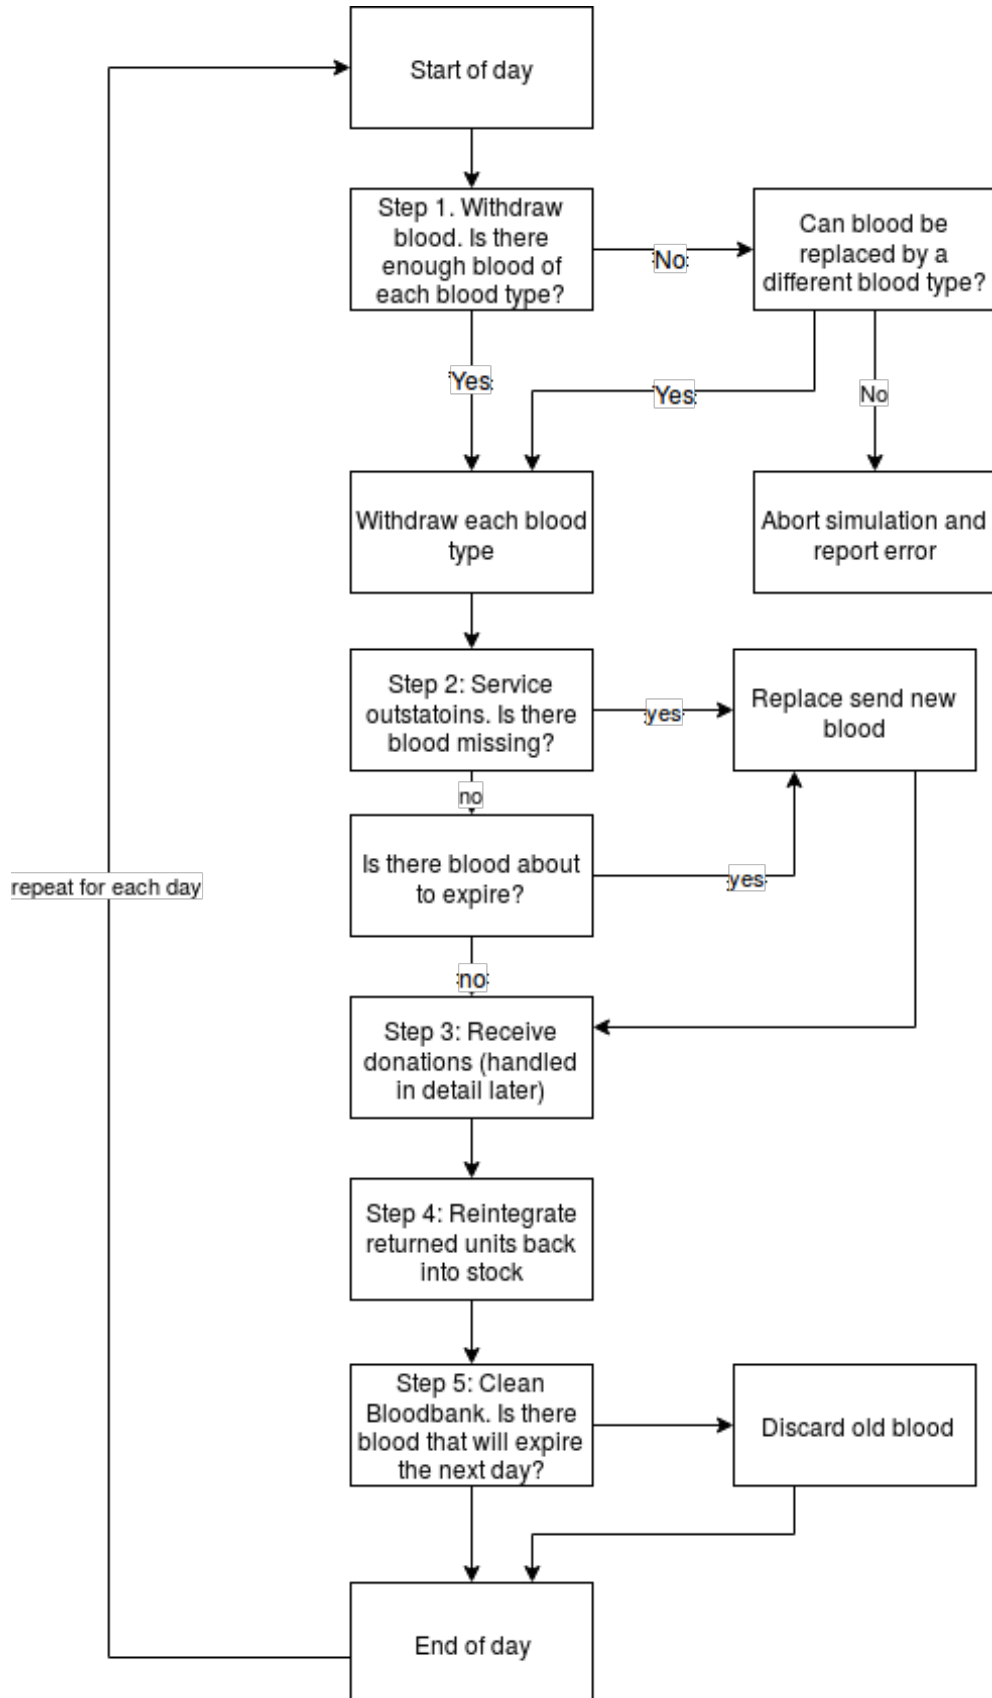 Start of day
Step 1. Withdraw
blood. Is there
enough blood of
each blood type?
No
Can blood be
replaced by a
different blood type?
Yes
Yes
No
Withdraw each blood
type
Abort simulation and
report error
Step 2: Service
outstatoins. Is there
blood missing?
yes
Replace send new
blood
no
Is there blood about
to expire?
yes
repeat for each day
no
Step 3: Receive
donations (handled
in detail later)
Step 4: Reintegrate
returned units back
into stock
Step 5: Clean
Bloodbank. Is there
blood that will expire
the next day?
Discard old blood
End of day